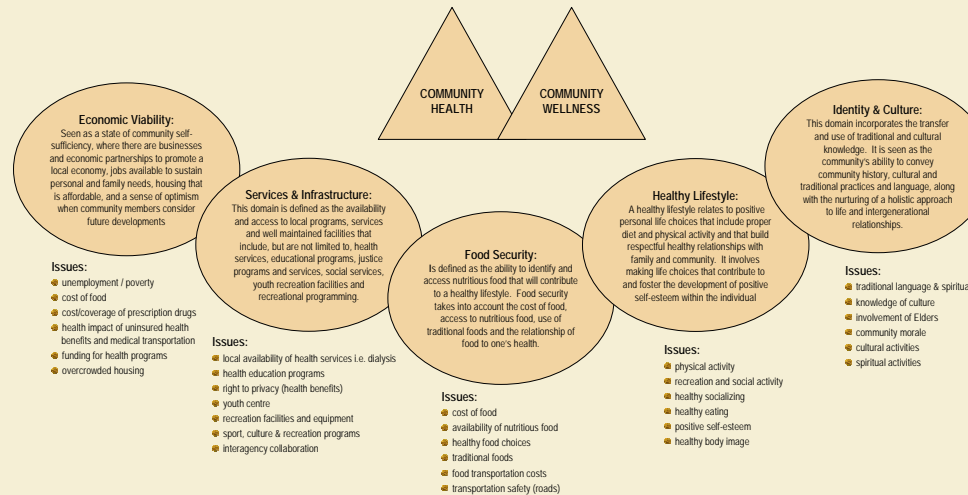 COMMUNITY
HEALTH
COMMUNITY
WELLNESS
Economic Viability:
Seen as a state of community self-
sufficiency, where there are businesses
and economic partnerships to promote a
local economy, jobs available to sustain
personal and family needs, housing that
is affordable, and a sense of optimism
when community members consider
future developments
Issues:
unemployment / poverty
cost of food
cost/coverage of prescription drugs
health impact of uninsured health
benefits and medical transportation
funding for health programs
overcrowded housing
Services & Infrastructure:
This domain is defined as the availability
and access to local programs, services
and well maintained facilities that
include, but are not limited to, health
services, educational programs, justice
programs and services, social services,
youth recreation facilities and
recreational programming.
Issues:
local availability of health services i.e. dialysis
health education programs
right to privacy (health benefits)
youth centre
recreation facilities and equipment
sport, culture & recreation programs
interagency collaboration
Food Security:
Is defined as the ability to identify and
access nutritious food that will contribute
to a healthy lifestyle. Food security
takes into account the cost of food,
access to nutritious food, use of
traditional foods and the relationship of
food to one's health.
Issues:
cost of food
availability of nutritious food
healthy food choices
traditional foods
food transportation costs
transportation safety (roads)
Healthy Lifestyle:
A healthy lifestyle relates to positive
personal life choices that include proper
diet and physical activity and that build
respectful healthy relationships with
family and community. It involves
making life choices that contribute to
and foster the development of positive
self-esteem within the individual
Issues:
physical activity
recreation and social activity
healthy socializing
healthy eating
positive self-esteem
healthy body image
Identity & Culture:
This domain incorporates the transfer
and use of traditional and cultural
knowledge. It is seen as the
community's ability to convey
community history, cultural and
traditional practices and language, along
with the nurturing of a holistic approach
to life and intergenerational
relationships.
Issues:
traditional language &
knowledge of culture
involvement of Elders
community morale
cultural activities
spiritual activities